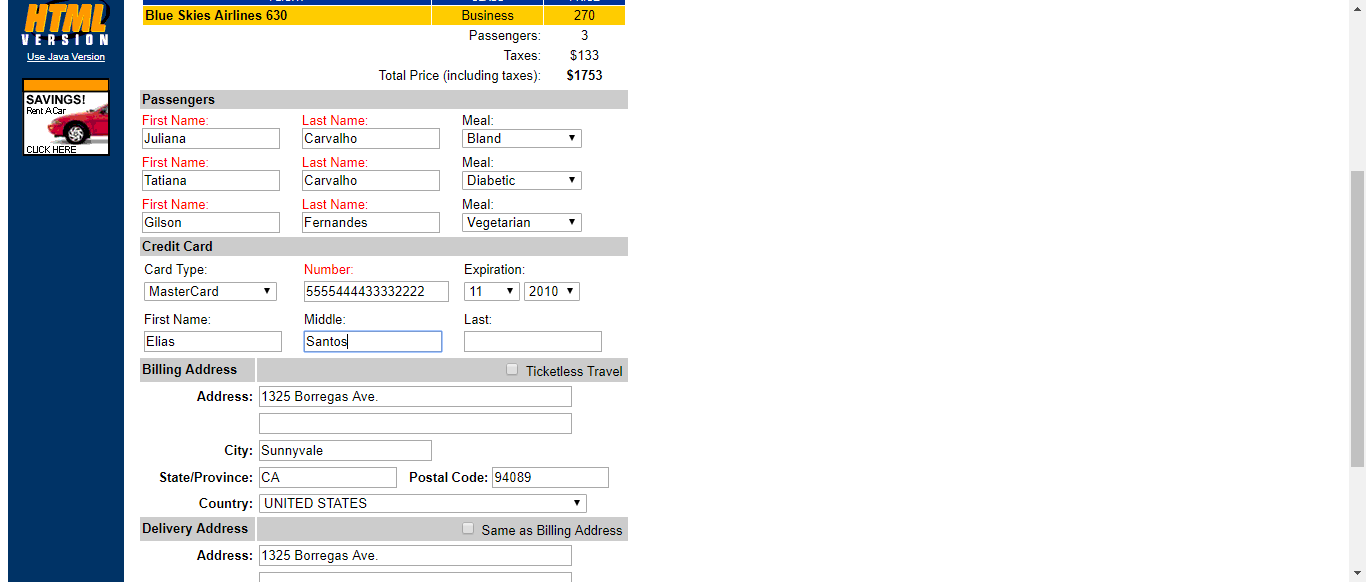 HTML
VERSION
Use Java Version
SAVINGS!
Rent A Car
CLICK HERE
Blue Skies Airlines 630 Business 270
Passengers: 3
Taxes: $133
Total Price (including taxes): $1753
Passengers
First Name: Last Name: Meal:
Juliana Carvalho Bland
First Name: Last Name: Meal:
Tatiana Carvalho Diabetic
First Name: Last Name: Meal:
Gilson Fernandes Vegetarian
Credit Card
Card Type: Number: Expiration:
MasterCard 5555444433332222 11 2010
First Name: Middle: Last:
Elias Santos
Billing Address Ticketless Travel
Address: 1325 Borregas Ave.
City: Sunnyvale
State/Province: CA Postal Code: 94089
Country: UNITED STATES
Delivery Address Same as Billing Address
Address: 1325 Borregas Ave.